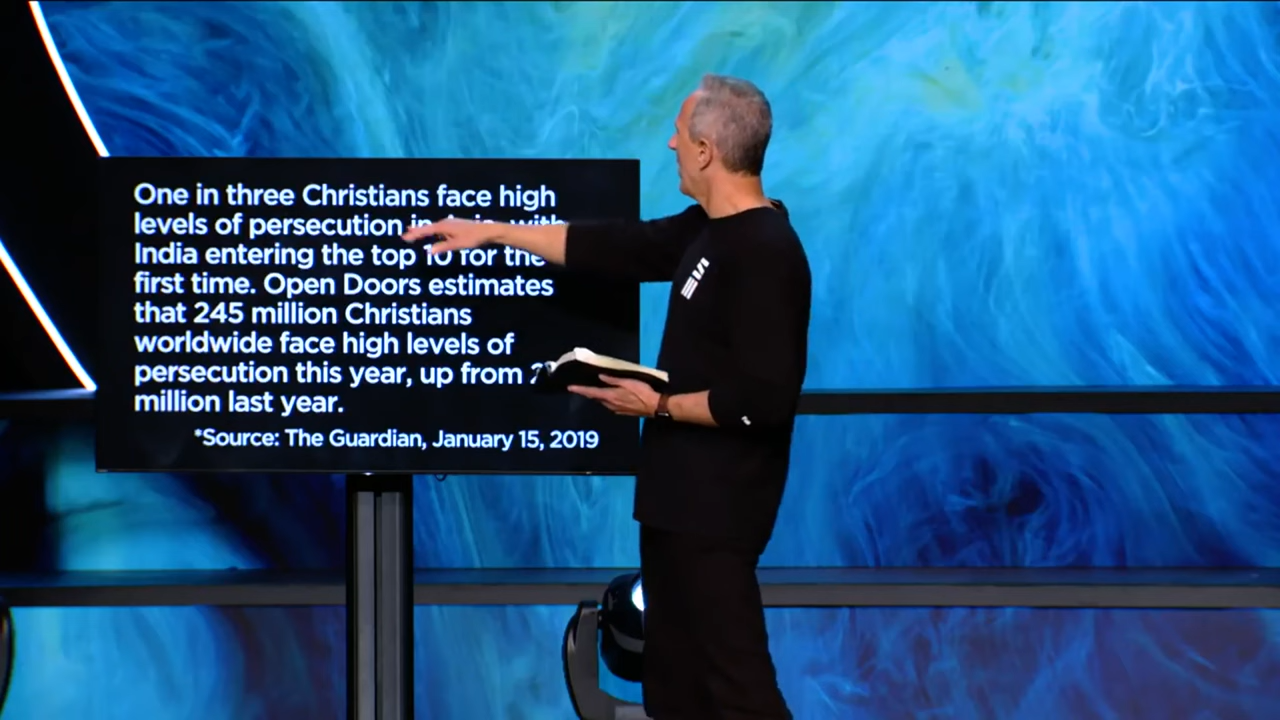 One in three Christians face high
levels of persecution with
India entering the top 10 for the
first time. Open Doors estimates
that 245 million Christians
worldwide face high levels of
persecution this year, up from
million last year.
*Source: The Guardian, January 15, 2019